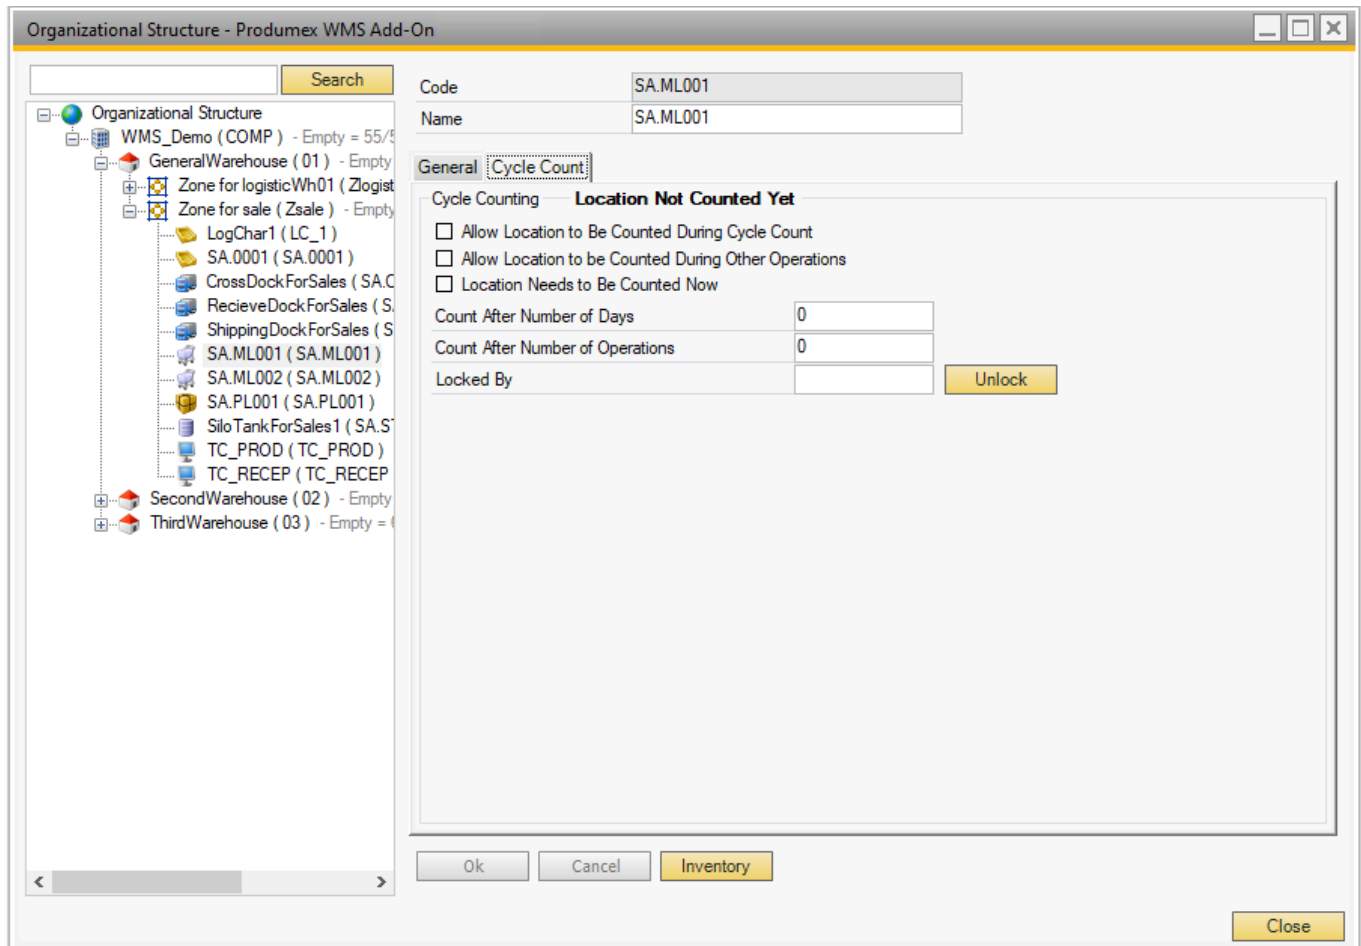 Organizational Structure - Produmex WMS Add-On
Search
Organizational Structure
WMS_Demo ( COMP ) - Empty = 55/5
GeneralWarehouse ( 01 ) - Empty
Zone for logisticWh01 ( Zlogist
Zone for sale ( Zsale ) - Empty
LogChar1 ( LC_1 )
SA.0001 ( SA.0001 )
CrossDockForSales ( SA.C
RecieveDockForSales ( S
ShippingDockForSales ( S
SA.ML001 ( SA.ML001 )
SA.ML002 ( SA.ML002 )
SA.PL001 ( SA.PL001 )
SiloTankForSales1 ( SA.S
TC_PROD ( TC_PROD )
TC_RECEP ( TC_RECEP
SecondWarehouse ( 02 ) - Empty
ThirdWarehouse ( 03 ) - Empty =
Code SA.ML001
Name SA.ML001
General Cycle Count
Cycle Counting Location Not Counted Yet
Allow Location to Be Counted During Cycle Count
Allow Location to be Counted During Other Operations
Location Needs to Be Counted Now
Count After Number of Days 0
Count After Number of Operations 0
Locked By Unlock
Ok Cancel Inventory
Close